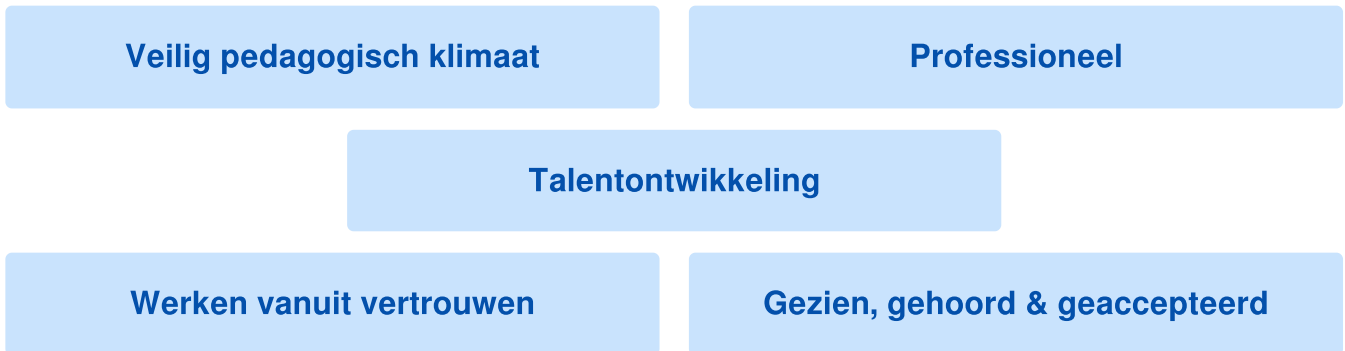 Veilig pedagogisch klimaat
Professioneel
Talentontwikkeling
Werken vanuit vertrouwen
Gezien, gehoord & geaccepteerd